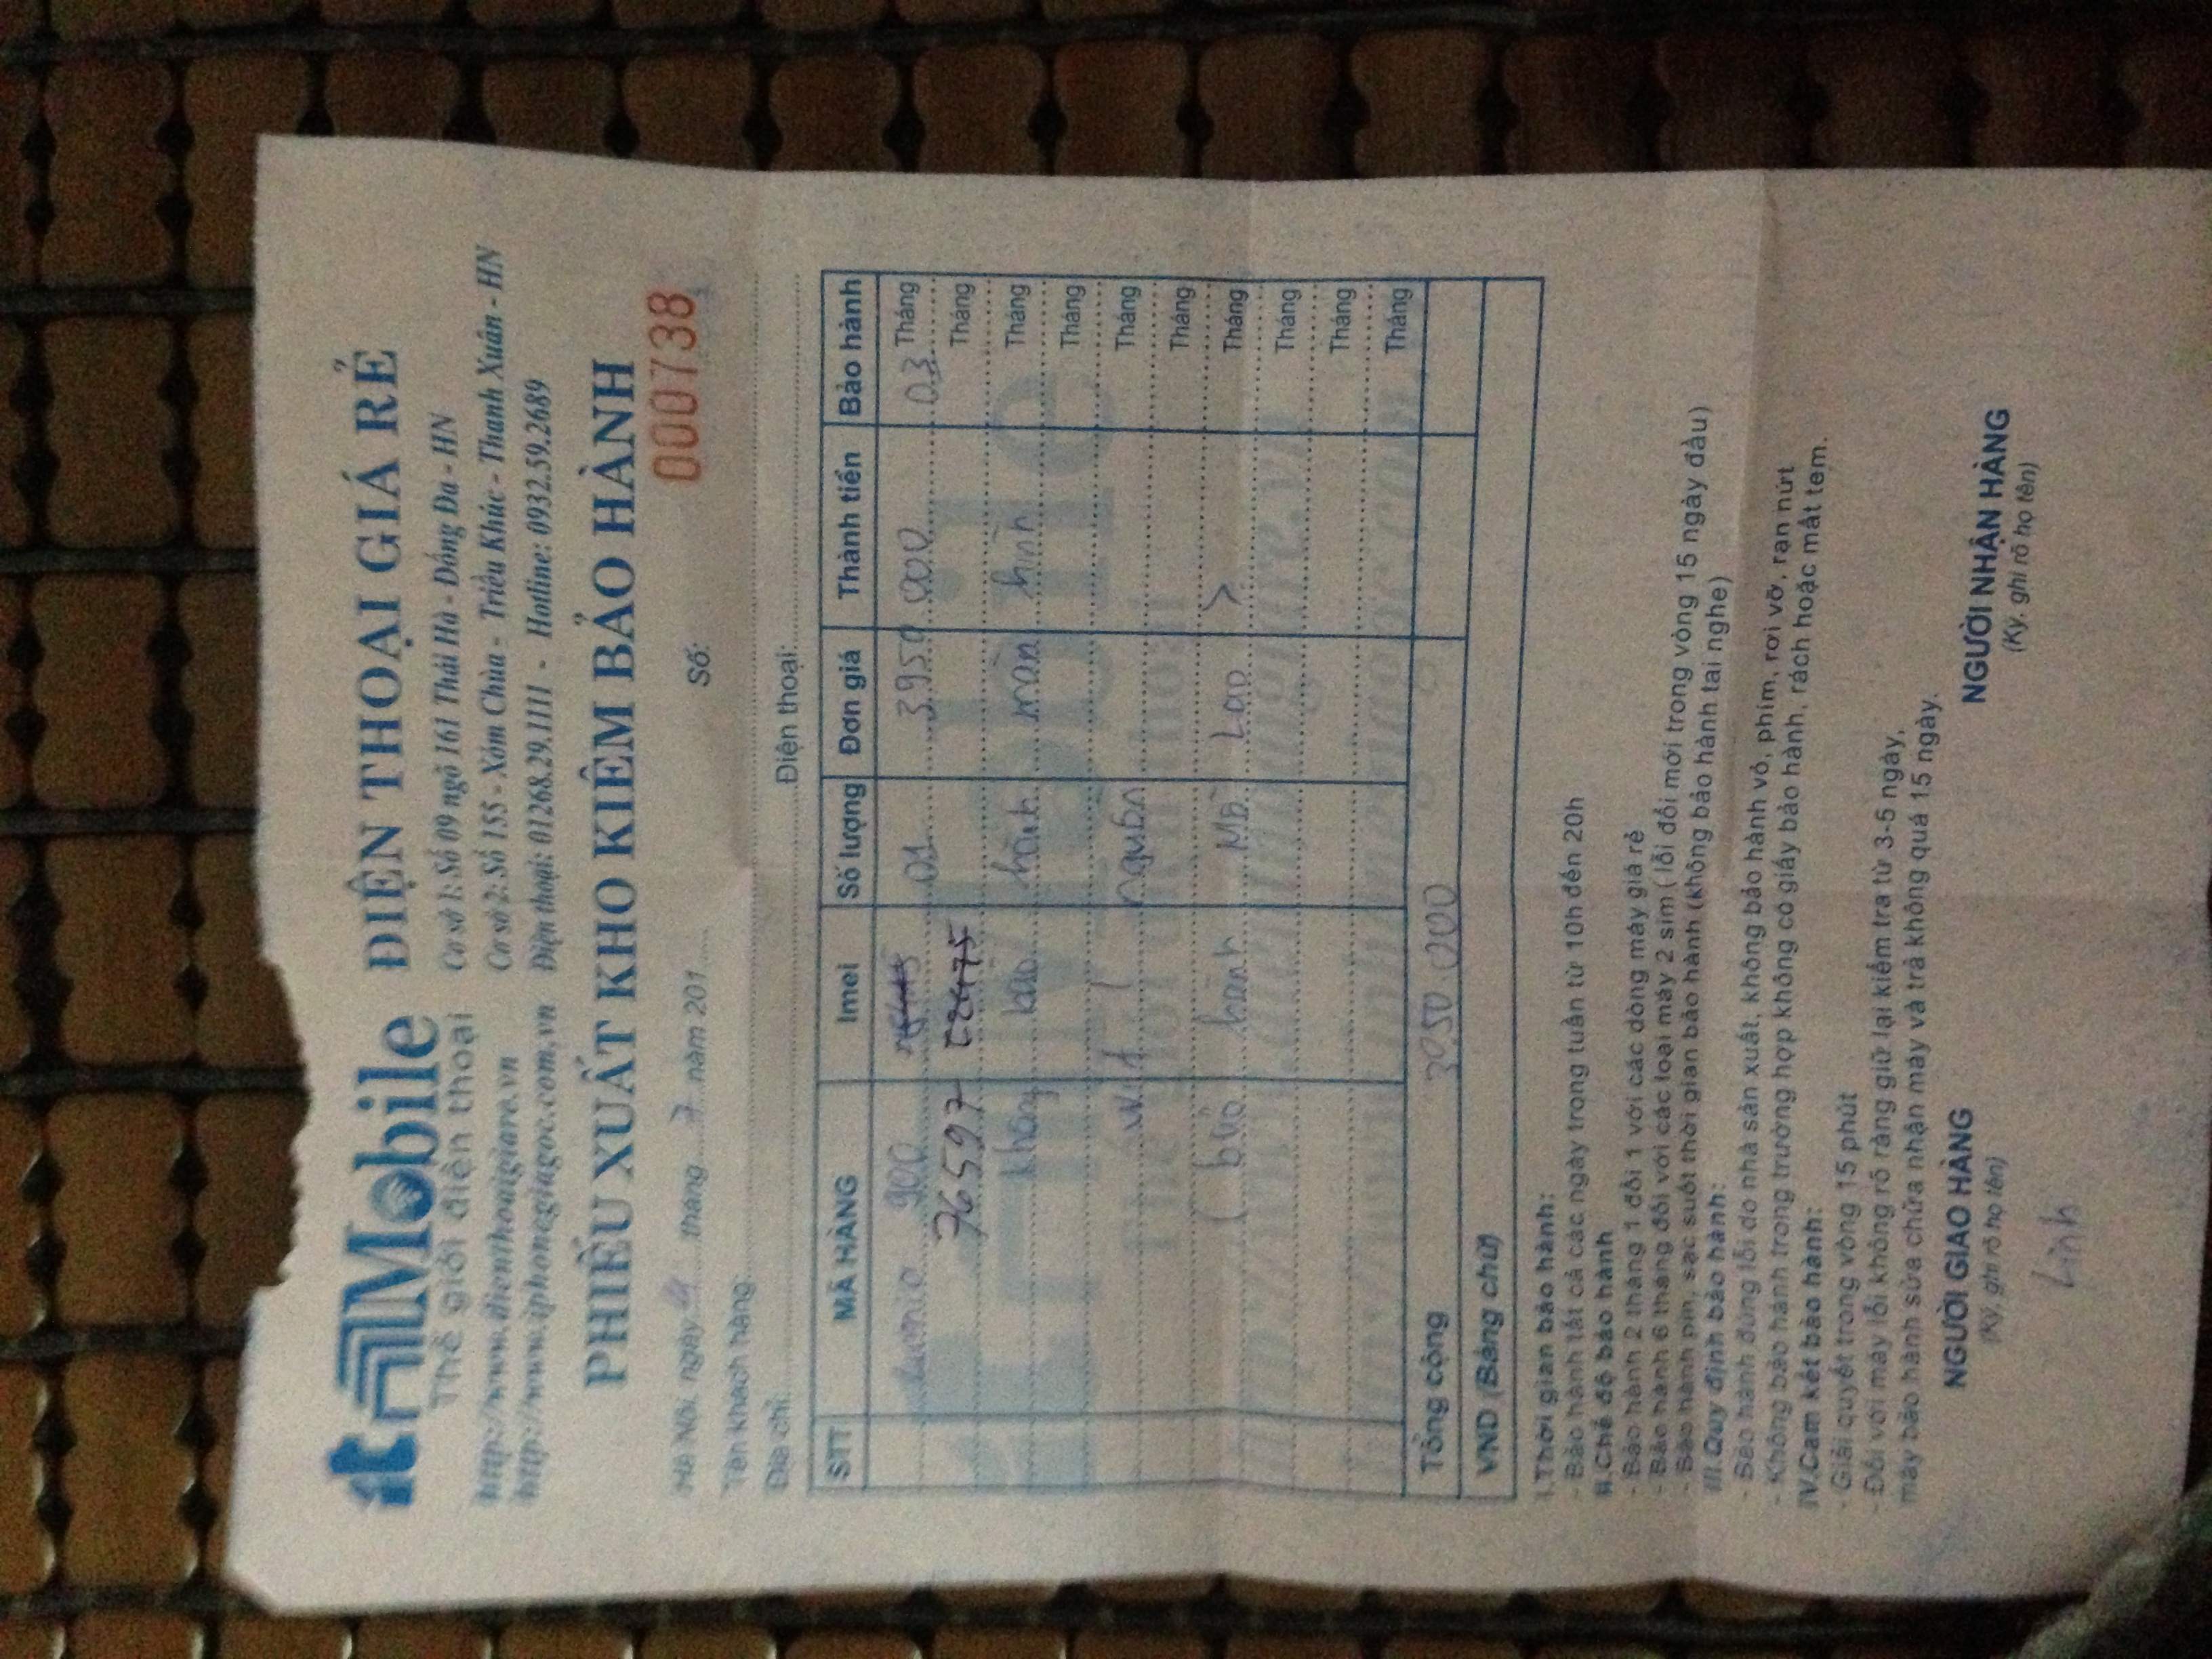 Mobile
Thế giới điện thoại
ĐIỆN THOẠI GIÁ RẺ
Cơ sở 1: Số 09 ngõ 161 Thái Hà - Đống Đa - HN
http://www.dienthoaigiare.vn
Cơ sở 2: Số 155 - Xóm Chùa - Triều Khúc - Thanh Xuân - HN
http://www.iphonegiagoc.com.vn
Điện thoại: 01268.29.1111 - Hotline: 0932.59.2689
PHIẾU XUẤT KHO KIÊM BẢO HÀNH
Hà Nội, ngày tháng 7 năm 201
Số: 0000738
Tên khách hàng
Địa chỉ Điện thoại:
STT MÃ HÀNG Imei Số lượng Đơn giá Thành tiền Bảo hành
Lumia 900 01 3950 000 03 Tháng
76597 Tháng
không bảo hành màn hình Tháng
Tháng
nguồn Tháng
Tháng
( bảo hành Lao ) Tháng
Tháng
Tháng
Tháng
Tổng cộng 3950.000
VND (Bằng chữ)
I.Thời gian bảo hành:
- Bảo hành tất cả các ngày trong tuần từ 10h đến 20h
II.Chế độ bảo hành
- Bảo hành 2 tháng 1 đổi 1 với các dòng máy giá rẻ
- Bảo hành 6 tháng đối với các loại máy 2 sim ( lỗi đổi mới trong vòng 15 ngày đầu)
- Bảo hành pin, sạc suốt thời gian bảo hành (không bảo hành tai nghe)
III.Quy định bảo hành:
- Bảo hành đúng lỗi do nhà sản xuất, không bảo hành vỏ, phím, rơi vỡ, rạn nứt
- Không bảo hành trong trường hợp không có giấy bảo hành, rách hoặc mất tem.
IV.Cam kết bảo hành:
- Giải quyết trong vòng 15 phút
- Đối với máy lỗi không rõ ràng giữ lại kiểm tra từ 3-5 ngày,
máy bảo hành sửa chữa nhận máy và trả không quá 15 ngày.
NGƯỜI GIAO HÀNG NGƯỜI NHẬN HÀNG
(Ký, ghi rõ họ tên) (Ký, ghi rõ họ tên)
Linh